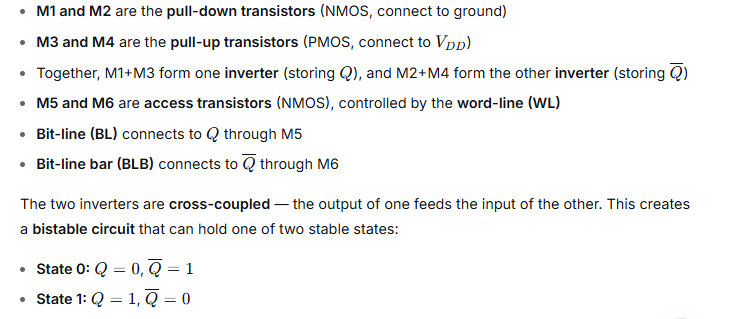 • M1 and M2 are the pull-down transistors (NMOS, connect to ground)
• M3 and M4 are the pull-up transistors (PMOS, connect to $V_{DD}$)
• Together, M1+M3 form one inverter (storing $Q$), and M2+M4 form the other inverter (storing $\overline{Q}$)
• M5 and M6 are access transistors (NMOS), controlled by the word-line (WL)
• Bit-line (BL) connects to $Q$ through M5
• Bit-line bar (BLB) connects to $\overline{Q}$ through M6
The two inverters are cross-coupled — the output of one feeds the input of the other. This creates
a bistable circuit that can hold one of two stable states:
• State 0: $Q = 0, \overline{Q} = 1$
• State 1: $Q = 1, \overline{Q} = 0$